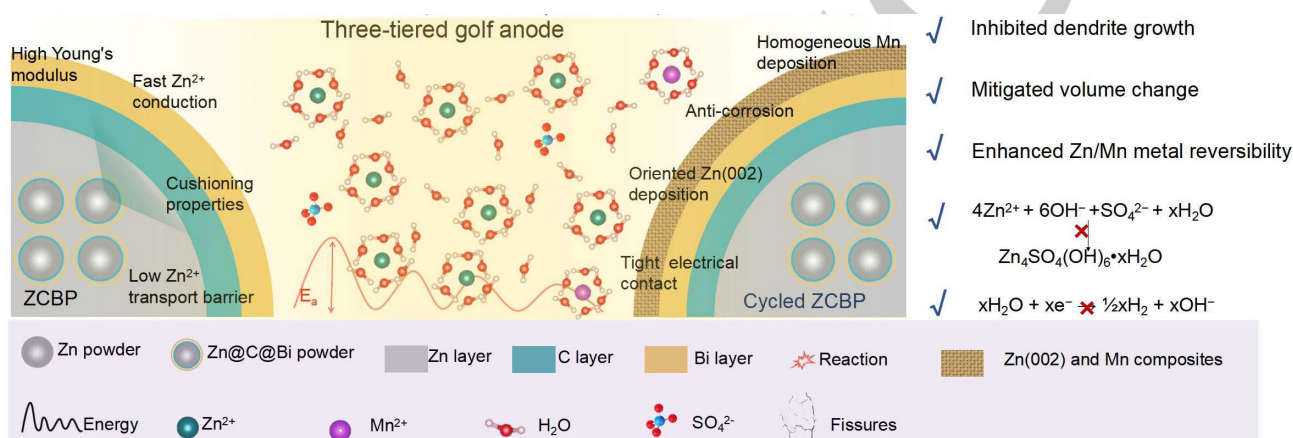 Three-tiered golf anode
High Young's
modulus
Fast Zn²⁺
conduction
Cushioning
properties
Low Zn²⁺
transport barrier
ZCBP
Eₐ
Homogeneous Mn
deposition
Anti-corrosion
Oriented Zn(002)
deposition
Tight electrical
contact
Cycled ZCBP
√ Inhibited dendrite growth
√ Mitigated volume change
√ Enhanced Zn/Mn metal reversibility
√ 4Zn²⁺ + 6OH⁻ +SO₄²⁻ + xH₂O
Zn₄SO₄(OH)₆•xH₂O
√ xH₂O + xe⁻ → ½xH₂ + xOH⁻
Zn powder
Zn@C@Bi powder
Zn layer
C layer
Bi layer
Reaction
Zn(002) and Mn composites
Energy
Zn²⁺
Mn²⁺
H₂O
SO₄²⁻
Fissures